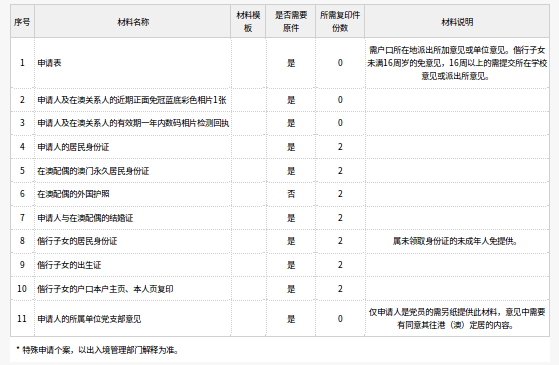 序号 材料名称 材料模板 是否需要原件 所需复印件份数 材料说明
1 申请表 是 0 需户口所在地派出所加意见或单位意见。偕行子女
未满16周岁的免意见，16周以上的需提交所在学校
意见或派出所意见。
2 申请人及在澳关系人的近期正面免冠蓝底彩色相片1张 是 0
3 申请人及在澳关系人的有效期一年内数码相片检测回执 是 0
4 申请人的居民身份证 是 2
5 在澳配偶的澳门永久居民身份证 是 2
6 在澳配偶的外国护照 否 2
7 申请人与在澳配偶的结婚证 是 2
8 偕行子女的居民身份证 是 2 属未领取身份证的未成年人免提供。
9 偕行子女的出生证 是 2
10 偕行子女的户口本户主页、本人页复印 是 2
11 申请人的所属单位党支部意见 是 0 仅申请人是党员的需另纸提供此材料，意见中需要
有同意其往港（澳）定居的内容。
* 特殊申请个案，以出入境管理部门解释为准。